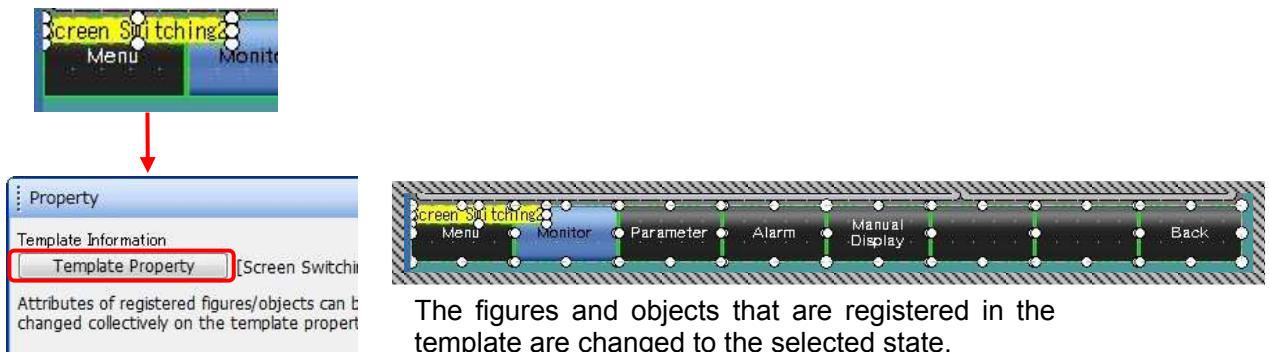 Screen Switching2
Menu
Monito
Property
Template Information
Template Property [Screen Switchin
Attributes of registered figures/objects can b
changed collectively on the template propert
Screen Switching2
Menu Monitor Parameter Alarm Manual Display Back
The figures and objects that are registered in the
template are changed to the selected state.